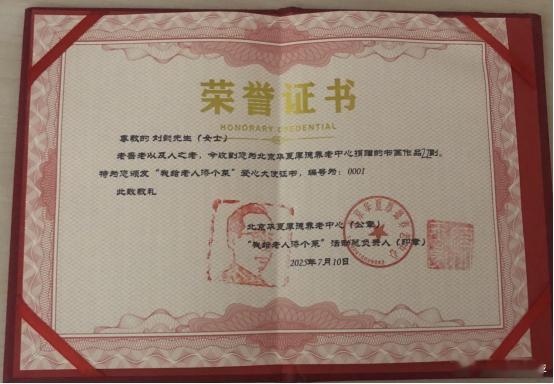 荣誉证书
HONORARY CREDENTIAL
尊敬的 刘剑先生（女士）
老吾老以及人之老，今收到您为北京华夏厚德养老中心捐赠的书画作品22副。
特为您颁发“我给老人添个菜”爱心大使证书，编号为：0001
此致敬礼
北京华夏厚德养老中心（公章）
“我给老人添个菜”活动总负责人（印章）
2025年7月10日